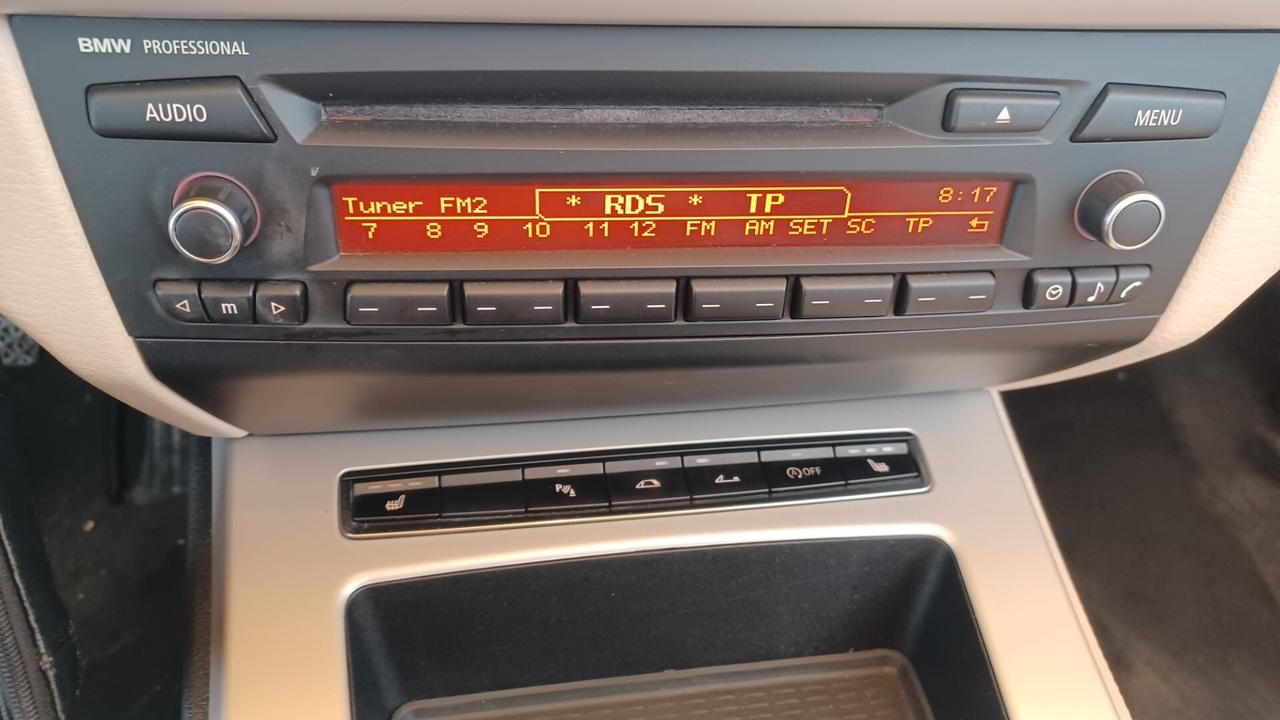 BMW PROFESSIONAL
AUDIO
MENU
Tuner FM2 * RDS * TP 8:17
7 8 9 10 11 12 FM AM SET SC TP
m
P
OFF